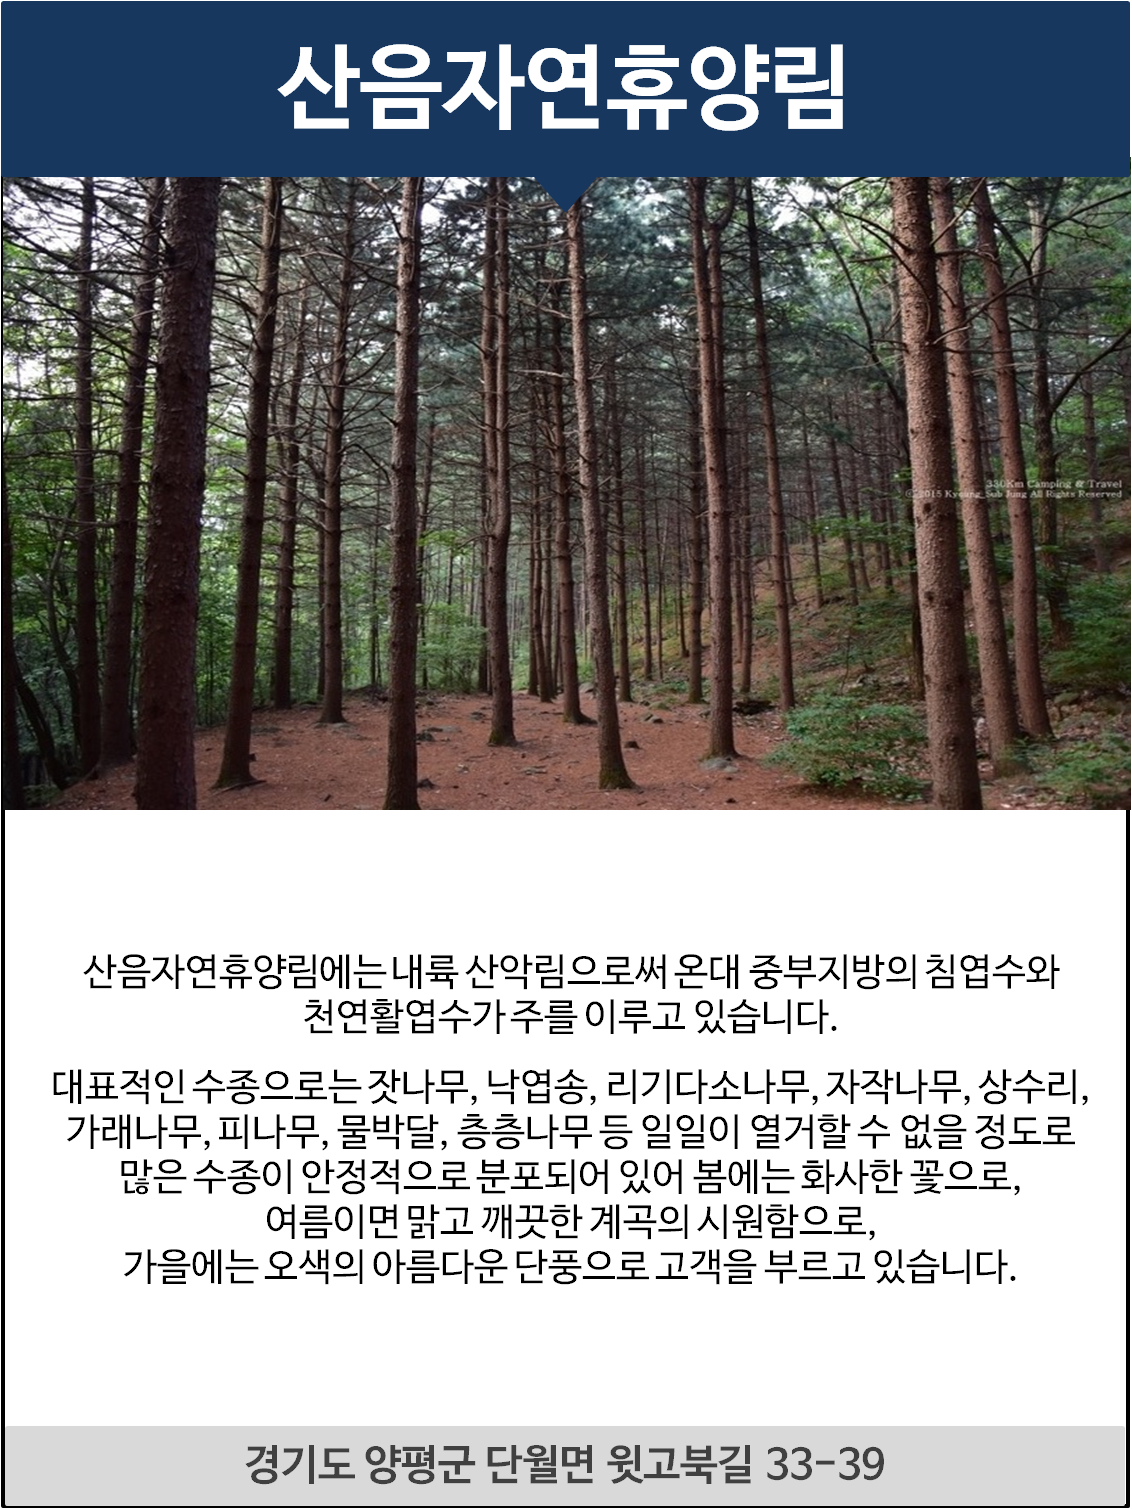 산음자연휴양림
330Km Camping & Travel
ⓒ 2015 Kyoung_Sub Jung All Rights Reserved
산음자연휴양림에는 내륙 산악림으로써 온대 중부지방의 침엽수와
천연활엽수가 주를 이루고 있습니다.
대표적인 수종으로는 잣나무, 낙엽송, 리기다소나무, 자작나무, 상수리,
가래나무, 피나무, 물박달, 층층나무 등 일일이 열거할 수 없을 정도로
많은 수종이 안정적으로 분포되어 있어 봄에는 화사한 꽃으로,
여름이면 맑고 깨끗한 계곡의 시원함으로,
가을에는 오색의 아름다운 단풍으로 고객을 부르고 있습니다.
경기도 양평군 단월면 윗고북길 33-39